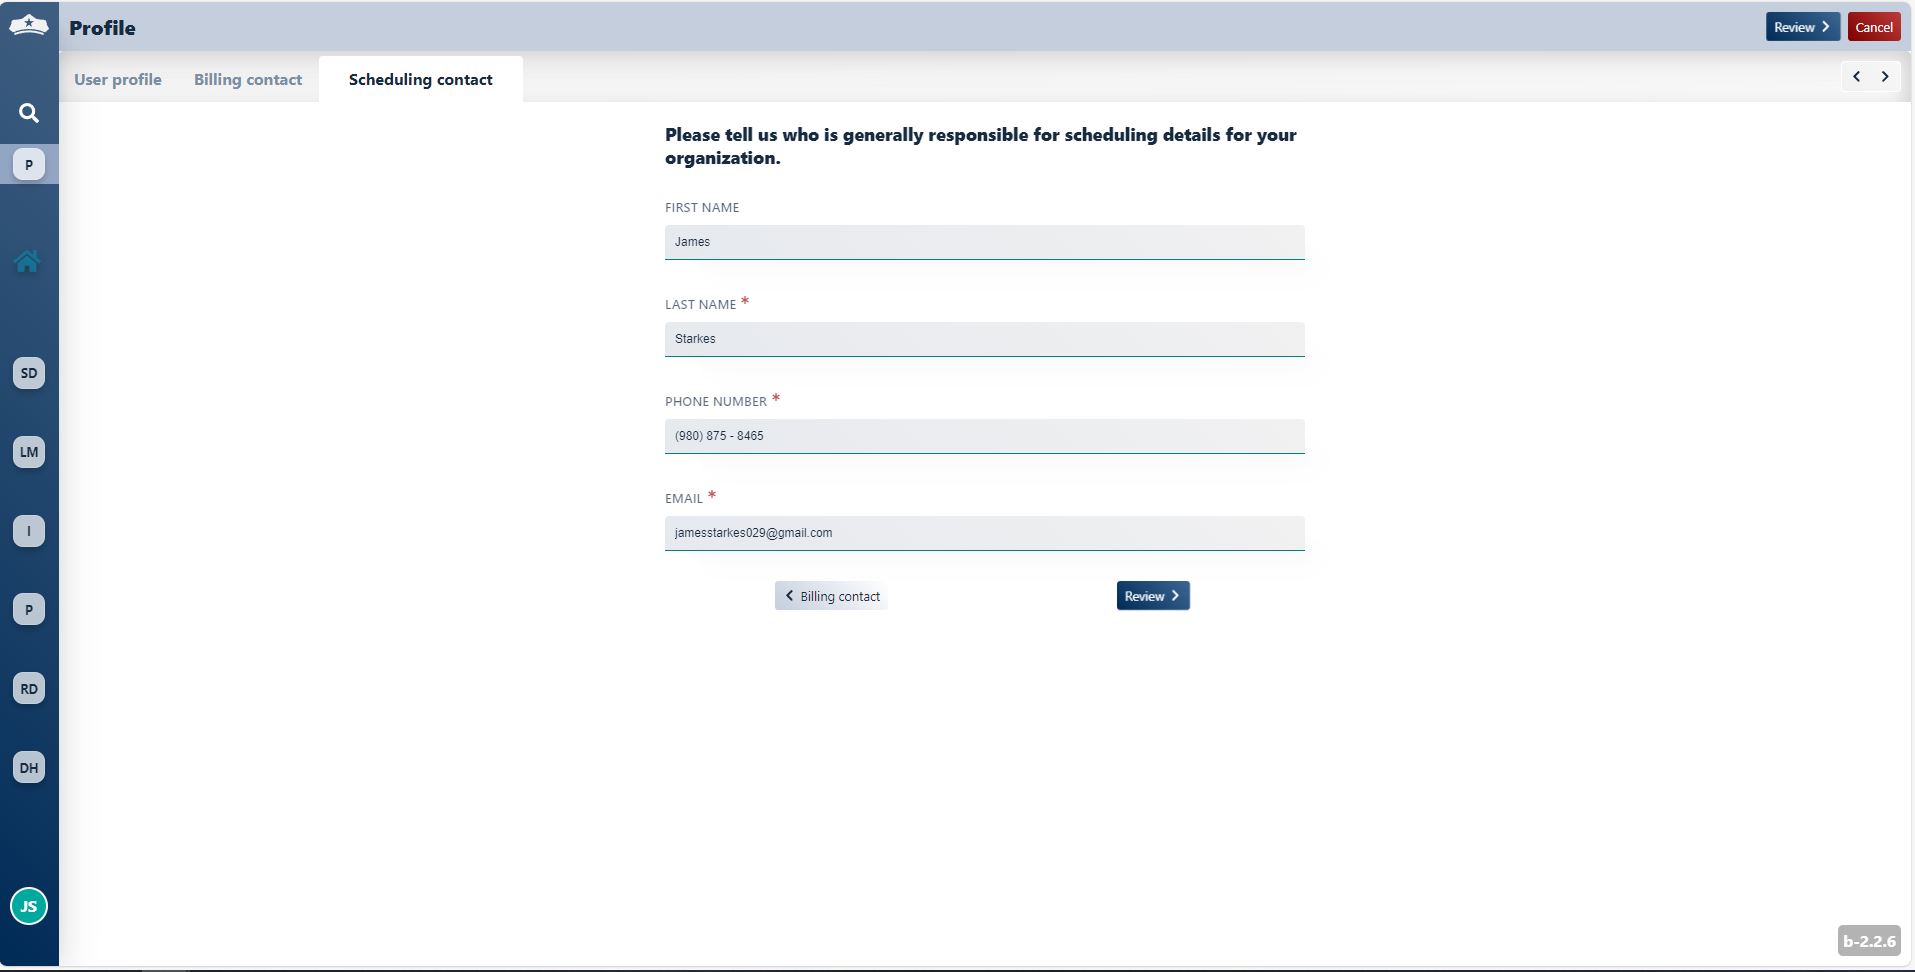 Profile
Review
Cancel
User profile
Billing contact
Scheduling contact
P
Please tell us who is generally responsible for scheduling details for your
organization.
FIRST NAME
James
LAST NAME *
Starkes
PHONE NUMBER *
(980) 875 - 8465
EMAIL *
jamesstarkes029@gmail.com
Billing contact
Review
SD
LM
I
P
RD
DH
JS
b-2.2.6